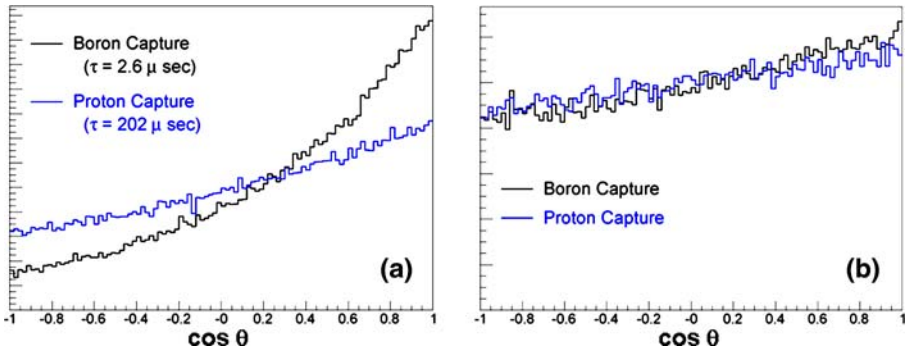 Boron Capture
(τ = 2.6 μ sec)
Proton Capture
(τ = 202 μ sec)
(a)
-1 -0.8 -0.6 -0.4 -0.2 0 0.2 0.4 0.6 0.8 1
cos θ
Boron Capture
Proton Capture
(b)
-1 -0.8 -0.6 -0.4 -0.2 0 0.2 0.4 0.6 0.8 1
cos θ